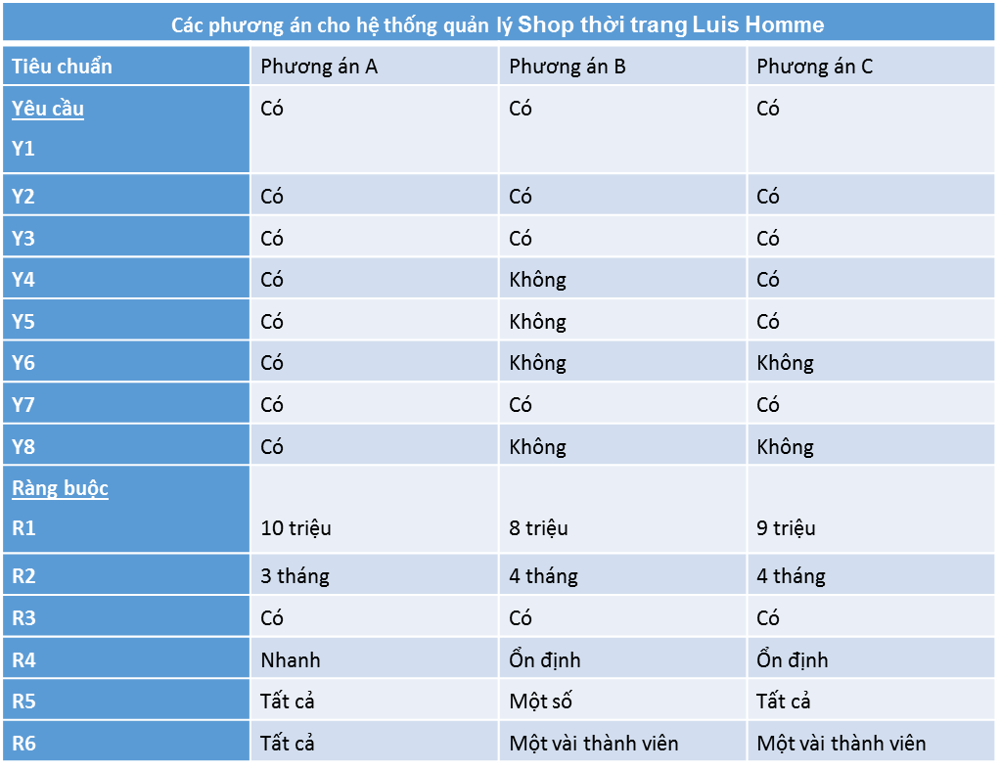 Các phương án cho hệ thống quản lý Shop thời trang Luis Homme
Tiêu chuẩn Phương án A Phương án B Phương án C
Yêu cầu Có Có Có
Y1
Y2 Có Có Có
Y3 Có Có Có
Y4 Có Không Có
Y5 Có Không Có
Y6 Có Không Không
Y7 Có Có Có
Y8 Có Không Không
Ràng buộc
R1 10 triệu 8 triệu 9 triệu
R2 3 tháng 4 tháng 4 tháng
R3 Có Có Có
R4 Nhanh Ổn định Ổn định
R5 Tất cả Một số Tất cả
R6 Tất cả Một vài thành viên Một vài thành viên